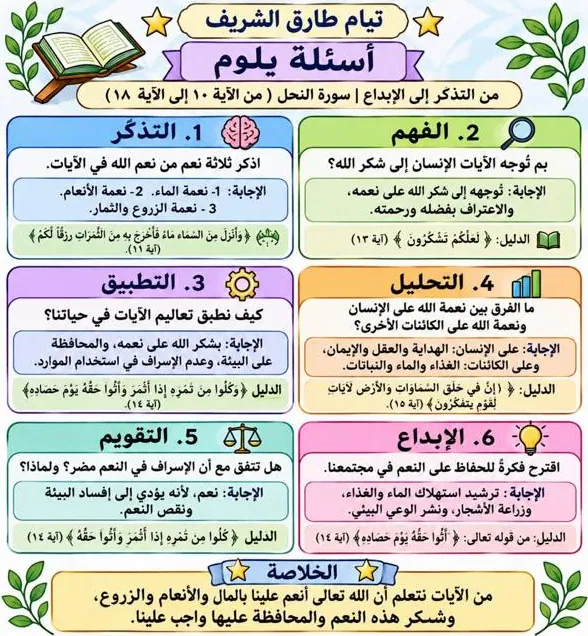 تيام طارق الشريف
أسئلة بلوم
من التذكّر إلى الإبداع | سورة النحل ( من الآية ١٠ إلى الآية ١٨)
1. التذكّر
اذكر ثلاثة نعم من نعم الله في الآيات.
الإجابة: 1- نعمة الماء. 2- نعمة الأنعام.
3 - نعمة الزروع والثمار.
﴿ وَأَنزَلَ مِنَ السَّمَاءِ مَاءً فَأَخْرَجَ بِهِ مِنَ الثَّمَرَاتِ رِزْقًا لَّكُمْ ﴾
(آية ١١).
2. الفهم
بم تُوجه الآيات الإنسان إلى شكر الله؟
الإجابة: تُوجهه إلى شكر الله على نعمه،
والاعتراف بفضله ورحمته.
الدليل: ﴿ لَعَلَّكُمْ تَشْكُرُونَ ﴾ (آية ١٣)
3. التطبيق
كيف نطبق تعاليم الآيات في حياتنا؟
الإجابة: بشكر الله على نعمه، والمحافظة
على البيئة، وعدم الإسراف في استخدام الموارد.
الدليل ﴿وَكُلُوا مِن ثَمَرِهِ إِذَا أَثْمَرَ وَآتُوا حَقَّهُ يَوْمَ حَصَادِهِ﴾
(آية ١٤).
4. التحليل
ما الفرق بين نعمة الله على الإنسان
ونعمة الله على الكائنات الأخرى؟
الإجابة: على الإنسان: الهداية والعقل والإيمان،
وعلى الكائنات: الغذاء والماء والنباتات.
الدليل: ﴿ إِنَّ فِي خَلْقِ السَّمَاوَاتِ وَالْأَرْضِ لَآيَاتٍ
لِقَوْمٍ يَتَفَكَّرُونَ ﴾ (آية ١٥).
5. التقويم
هل تتفق مع أن الإسراف في النعم مضر؟ ولماذا؟
الإجابة: نعم، لأنه يؤدي إلى إفساد البيئة
ونقص النعم.
الدليل ﴿ كُلُوا مِن ثَمَرِهِ إِذَا أَثْمَرَ وَآتُوا حَقَّهُ ﴾ (آية ١٤)
6. الإبداع
اقترح فكرةً للحفاظ على النعم في مجتمعنا.
الإجابة : ترشيد استهلاك الماء والغذاء،
وزراعة الأشجار، ونشر الوعي البيئي.
الدليل: من قوله تعالى: ﴿ آتُوا حَقَّهُ يَوْمَ حَصَادِهِ ﴾ (آية ١٤)
الخلاصة
من الآيات نتعلم أن الله تعالى أنعم علينا بالمال والأنعام والزروع،
وشكر هذه النعم والمحافظة عليها واجب علينا.